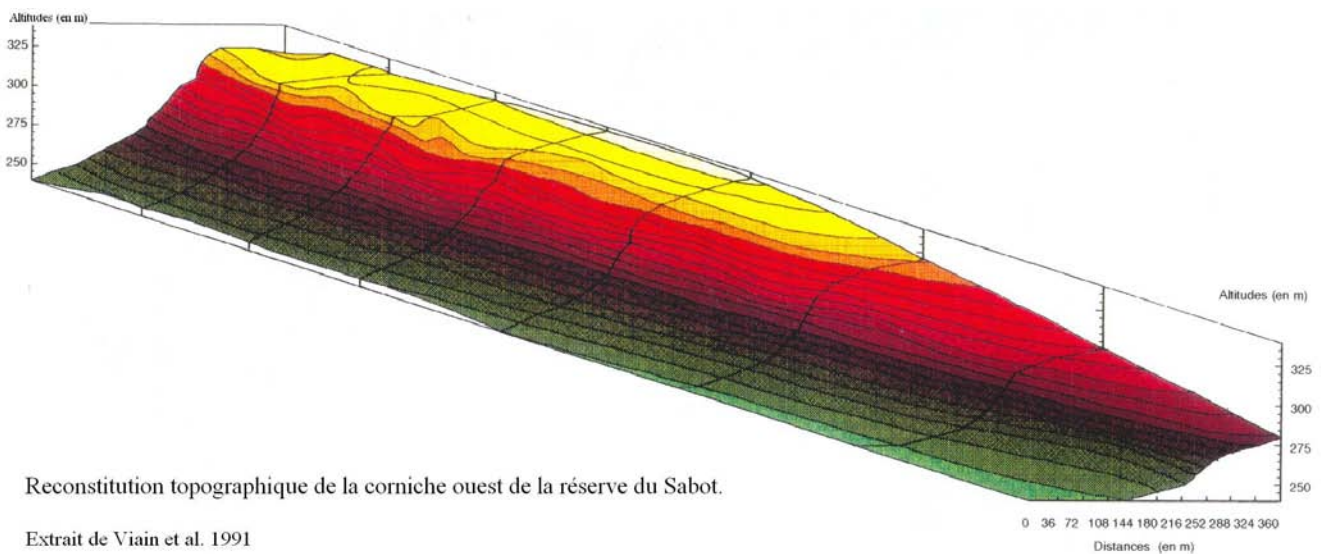 Altitudes (en m)
325
300
275
250
Altitudes (en m)
325
300
275
250
0 36 72 108 144 180 216 252 288 324 360
Distances (en m)
Reconstitution topographique de la corniche ouest de la réserve du Sabot.
Extrait de Viain et al. 1991